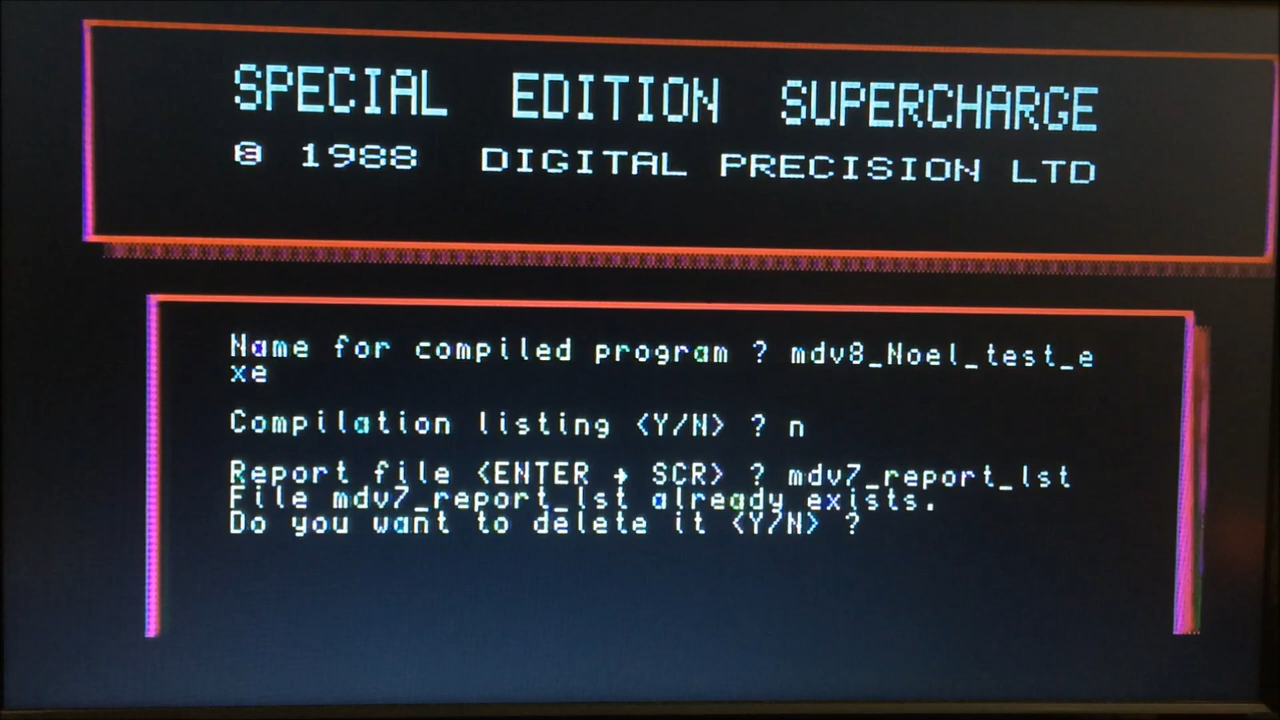 SPECIAL EDITION SUPERCHARGE
© 1988 DIGITAL PRECISION LTD
Name for compiled program ? mdv8_Noel_test_e
xe
Compilation listing <Y/N> ? n
Report file <ENTER → SCR> ? mdv7_report_lst
File mdv7_report_lst already exists.
Do you want to delete it <Y/N> ?